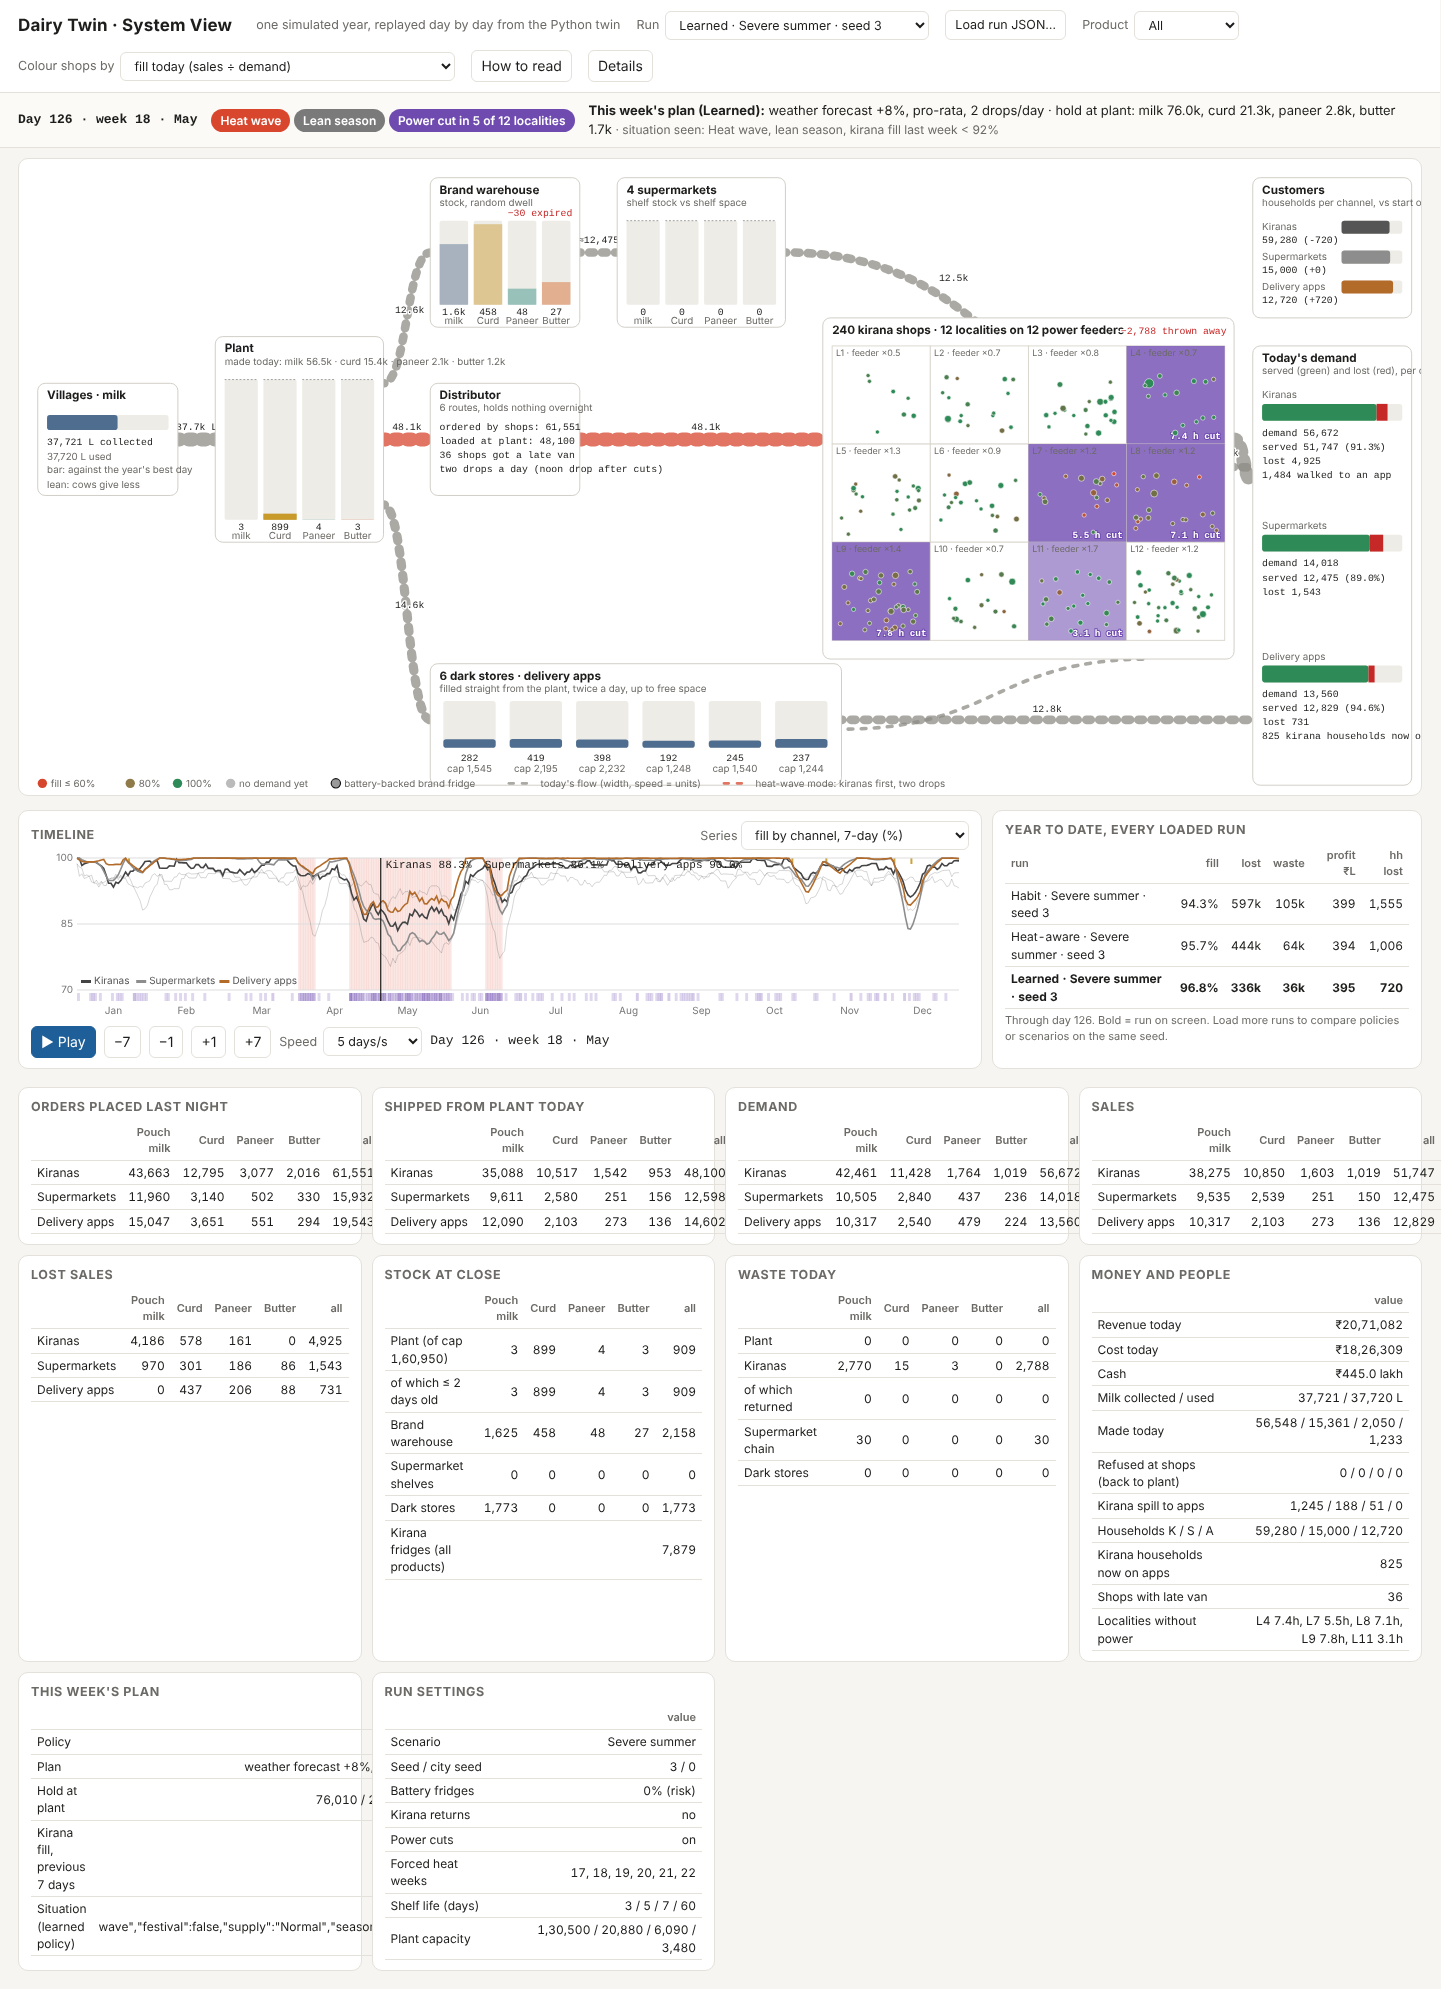 Dairy Twin · System View
one simulated year, replayed day by day from the Python twin
Run
Learned · Severe summer · seed 3
Load run JSON...
Product
All
Colour shops by
fill today (sales ÷ demand)
How to read
Details
Day 126 · week 18 · May
Heat wave
Lean season
Power cut in 5 of 12 localities
This week's plan (Learned): weather forecast +8%, pro-rata, 2 drops/day · hold at plant: milk 76.0k, curd 21.3k, paneer 2.8k, butter
1.7k · situation seen: Heat wave, lean season, kirana fill last week < 92%
Villages · milk
37,721 L collected
37,720 L used
bar: against the year's best day
lean: cows give less
37.7k L
Plant
made today: milk 56.5k · curd 15.4k · paneer 2.1k · butter 1.2k
3 899 4 3
milk Curd Paneer Butter
12.6k
48.1k
14.6k
Brand warehouse
stock, random dwell
−30 expired
1.6k 458 48 27
milk Curd Paneer Butter
12,475
4 supermarkets
shelf stock vs shelf space
0 0 0 0
milk Curd Paneer Butter
12.5k
Distributor
6 routes, holds nothing overnight
ordered by shops: 61,551
loaded at plant: 48,100
36 shops got a late van
two drops a day (noon drop after cuts)
48.1k
240 kirana shops · 12 localities on 12 power feeders
2,788 thrown away
L1 · feeder ×0.5
L2 · feeder ×0.7
L3 · feeder ×0.8
L4 · feeder ×0.7
7.4 h cut
L5 · feeder ×1.3
L6 · feeder ×0.9
L7 · feeder ×1.2
5.5 h cut
L8 · feeder ×1.2
7.1 h cut
L9 · feeder ×1.4
7.8 h cut
L10 · feeder ×0.7
L11 · feeder ×1.7
3.1 h cut
L12 · feeder ×1.2
6 dark stores · delivery apps
filled straight from the plant, twice a day, up to free space
282 419 398 192 245 237
cap 1,545 cap 2,195 cap 2,232 cap 1,248 cap 1,540 cap 1,244
12.8k
Customers
households per channel, vs start o
Kiranas
59,280 (-720)
Supermarkets
15,000 (+0)
Delivery apps
12,720 (+720)
Today's demand
served (green) and lost (red), per c
Kiranas
demand 56,672
served 51,747 (91.3%)
lost 4,925
1,484 walked to an app
Supermarkets
demand 14,018
served 12,475 (89.0%)
lost 1,543
Delivery apps
demand 13,560
served 12,829 (94.6%)
lost 731
825 kirana households now o
fill ≤ 60%
80%
100%
no demand yet
battery-backed brand fridge
today's flow (width, speed = units)
heat-wave mode: kiranas first, two drops
TIMELINE
Series
fill by channel, 7-day (%)
100
85
70
Kiranas 88.3% Supermarkets 86.1% Delivery apps
Kiranas Supermarkets Delivery apps
Jan Feb Mar Apr May Jun Jul Aug Sep Oct Nov Dec
▶ Play
−7
−1
+1
+7
Speed
5 days/s
Day 126 · week 18 · May
YEAR TO DATE, EVERY LOADED RUN
run fill lost waste profit ₹L hh lost
Habit · Severe summer · seed 3 94.3% 597k 105k 399 1,555
Heat-aware · Severe summer · seed 3 95.7% 444k 64k 394 1,006
Learned · Severe summer · seed 3 96.8% 336k 36k 395 720
Through day 126. Bold = run on screen. Load more runs to compare policies
or scenarios on the same seed.
ORDERS PLACED LAST NIGHT
Pouch milk Curd Paneer Butter all
Kiranas 43,663 12,795 3,077 2,016 61,551
Supermarkets 11,960 3,140 502 330 15,932
Delivery apps 15,047 3,651 551 294 19,543
SHIPPED FROM PLANT TODAY
Pouch milk Curd Paneer Butter all
Kiranas 35,088 10,517 1,542 953 48,100
Supermarkets 9,611 2,580 251 156 12,598
Delivery apps 12,090 2,103 273 136 14,602
DEMAND
Pouch milk Curd Paneer Butter al
Kiranas 42,461 11,428 1,764 1,019 56,672
Supermarkets 10,505 2,840 437 236 14,018
Delivery apps 10,317 2,540 479 224 13,560
SALES
Pouch milk Curd Paneer Butter all
Kiranas 38,275 10,850 1,603 1,019 51,747
Supermarkets 9,535 2,539 251 150 12,475
Delivery apps 10,317 2,103 273 136 12,829
LOST SALES
Pouch milk Curd Paneer Butter all
Kiranas 4,186 578 161 0 4,925
Supermarkets 970 301 186 86 1,543
Delivery apps 0 437 206 88 731
STOCK AT CLOSE
Pouch milk Curd Paneer Butter all
Plant (of cap 1,60,950) 3 899 4 3 909
of which ≤ 2 days old 3 899 4 3 909
Brand warehouse 1,625 458 48 27 2,158
Supermarket shelves 0 0 0 0 0
Dark stores 1,773 0 0 0 1,773
Kirana fridges (all products) 7,879
WASTE TODAY
Pouch milk Curd Paneer Butter all
Plant 0 0 0 0 0
Kiranas 2,770 15 3 0 2,788
of which returned 0 0 0 0 0
Supermarket chain 30 0 0 0 30
Dark stores 0 0 0 0 0
MONEY AND PEOPLE
value
Revenue today ₹20,71,082
Cost today ₹18,26,309
Cash ₹445.0 lakh
Milk collected / used 37,721 / 37,720 L
Made today 56,548 / 15,361 / 2,050 / 1,233
Refused at shops (back to plant) 0 / 0 / 0 / 0
Kirana spill to apps 1,245 / 188 / 51 / 0
Households K / S / A 59,280 / 15,000 / 12,720
Kirana households now on apps 825
Shops with late van 36
Localities without power L4 7.4h, L7 5.5h, L8 7.1h, L9 7.8h, L11 3.1h
THIS WEEK'S PLAN
Policy
Plan weather forecast +8%,
Hold at plant 76,010 / 2
Kirana fill, previous 7 days
Situation (learned policy) wave","festival":false,"supply":"Normal","season
RUN SETTINGS
value
Scenario Severe summer
Seed / city seed 3 / 0
Battery fridges 0% (risk)
Kirana returns no
Power cuts on
Forced heat weeks 17, 18, 19, 20, 21, 22
Shelf life (days) 3 / 5 / 7 / 60
Plant capacity 1,30,500 / 20,880 / 6,090 / 3,480